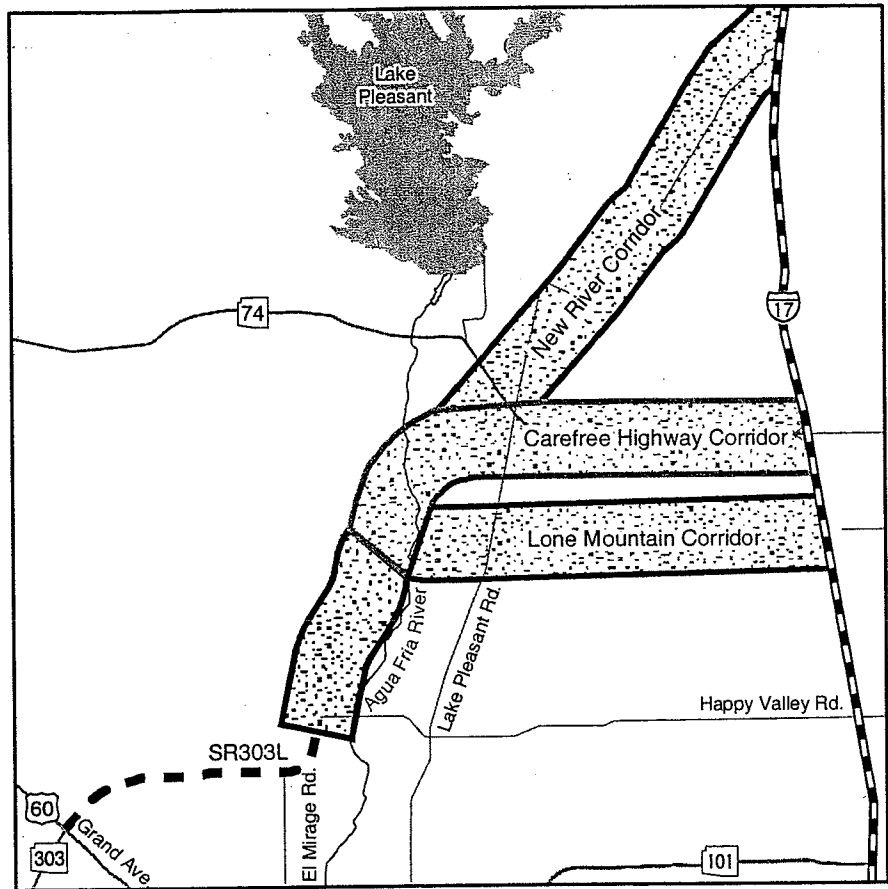 Lake
Pleasant
New River Corridor
74
17
Carefree Highway Corridor
Lone Mountain Corridor
Agua Fria River
Lake Pleasant Rd.
Happy Valley Rd.
SR303L
El Mirage Rd.
60
Grand Ave.
303
101